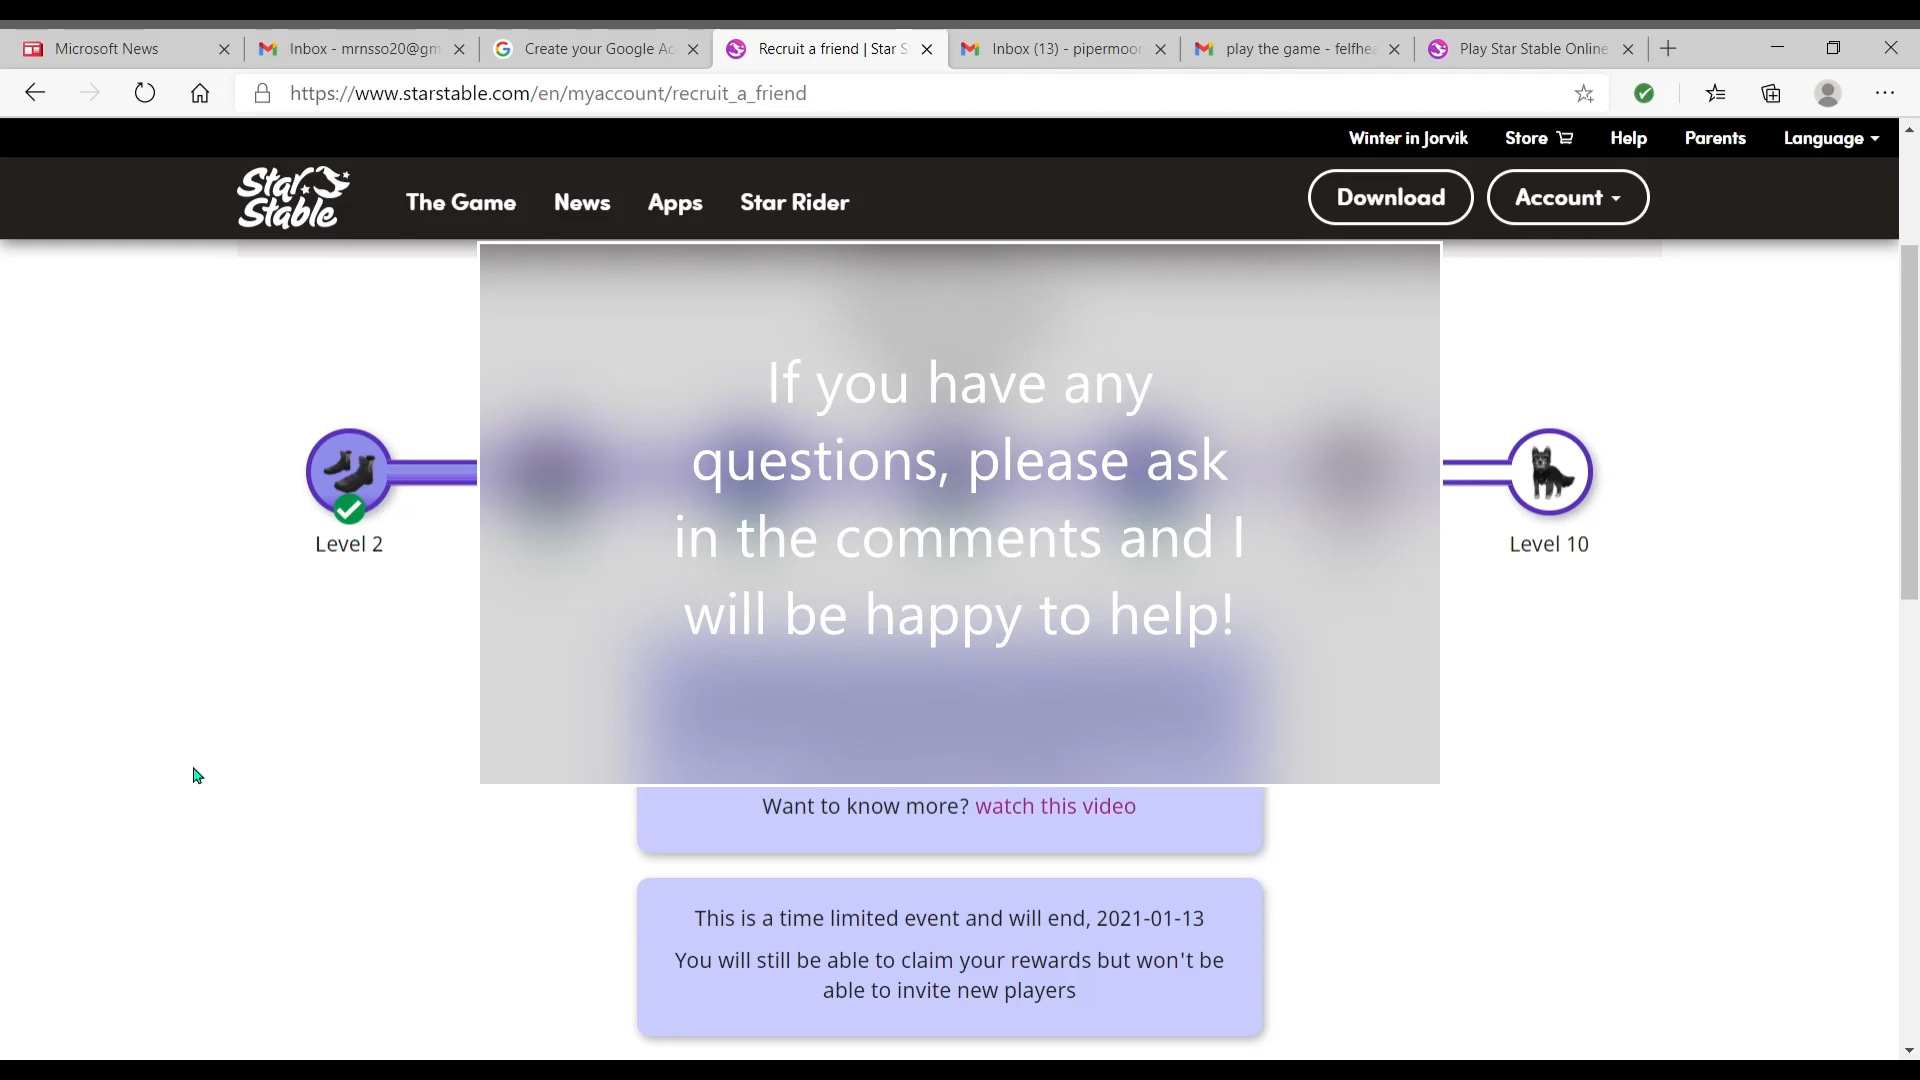 Microsoft News
Inbox - mrnsso20@gm
Create your Google Ac
Recruit a friend | Star S
Inbox (13) - pipermoor
play the game - felfhea
Play Star Stable Online
https://www.starstable.com/en/myaccount/recruit_a_friend
Winter in Jorvik
Store
Help
Parents
Language
Star Stable
The Game
News
Apps
Star Rider
Download
Account
If you have any
questions, please ask
in the comments and I
will be happy to help!
Level 2
Level 10
Want to know more? watch this video
This is a time limited event and will end, 2021-01-13
You will still be able to claim your rewards but won't be
able to invite new players